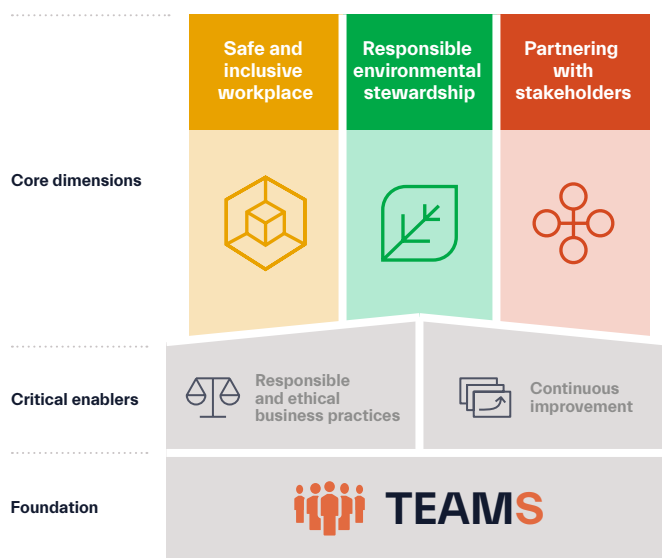 Safe and
inclusive
workplace
Responsible
environmental
stewardship
Partnering
with
stakeholders
Core dimensions
Critical enablers
Responsible
and ethical
business practices
Continuous
improvement
Foundation
TEAMS